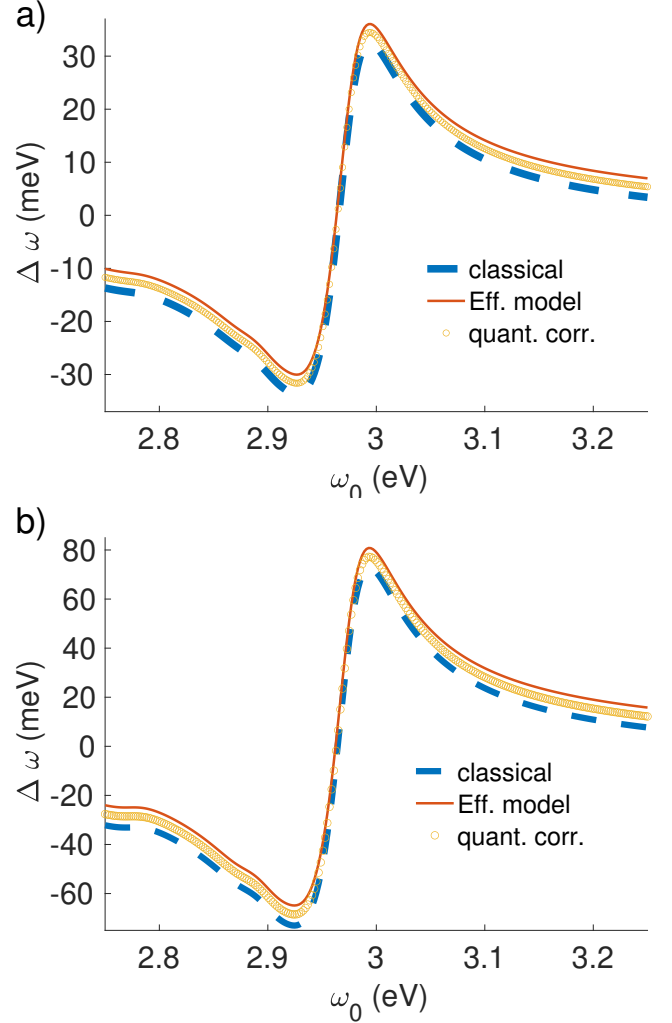 a)
Δ ω (meV)
30
20
10
0
-10
-20
-30
classical
Eff. model
quant. corr.
2.8 2.9 3 3.1 3.2
ω0 (eV)
b)
Δ ω (meV)
80
60
40
20
0
-20
-40
-60
classical
Eff. model
quant. corr.
2.8 2.9 3 3.1 3.2
ω0 (eV)